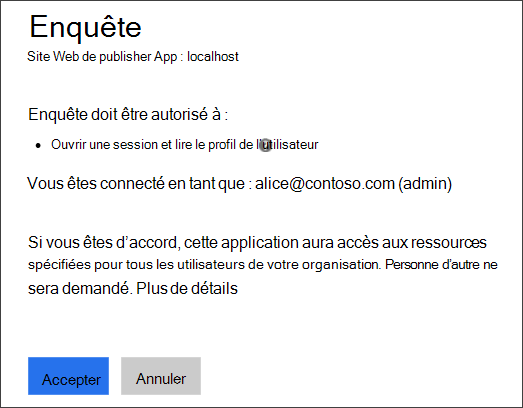 Enquête
Site Web de publisher App : localhost
Enquête doit être autorisé à :
• Ouvrir une session et lire le profil de l'utilisateur
Vous êtes connecté en tant que : alice@contoso.com (admin)
Si vous êtes d'accord, cette application aura accès aux ressources
spécifiées pour tous les utilisateurs de votre organisation. Personne d'autre ne
sera demandé. Plus de détails
Accepter Annuler